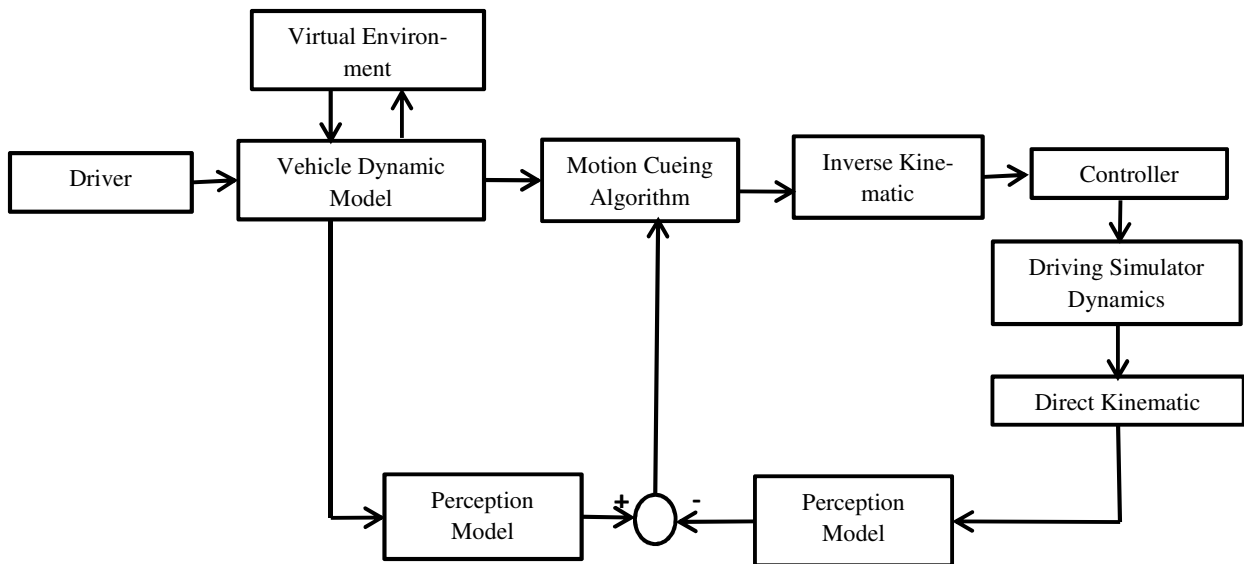 Virtual Environ-
ment
Driver
Vehicle Dynamic
Model
Motion Cueing
Algorithm
Inverse Kine-
matic
Controller
Driving Simulator
Dynamics
Direct Kinematic
Perception
Model
+
-
Perception
Model